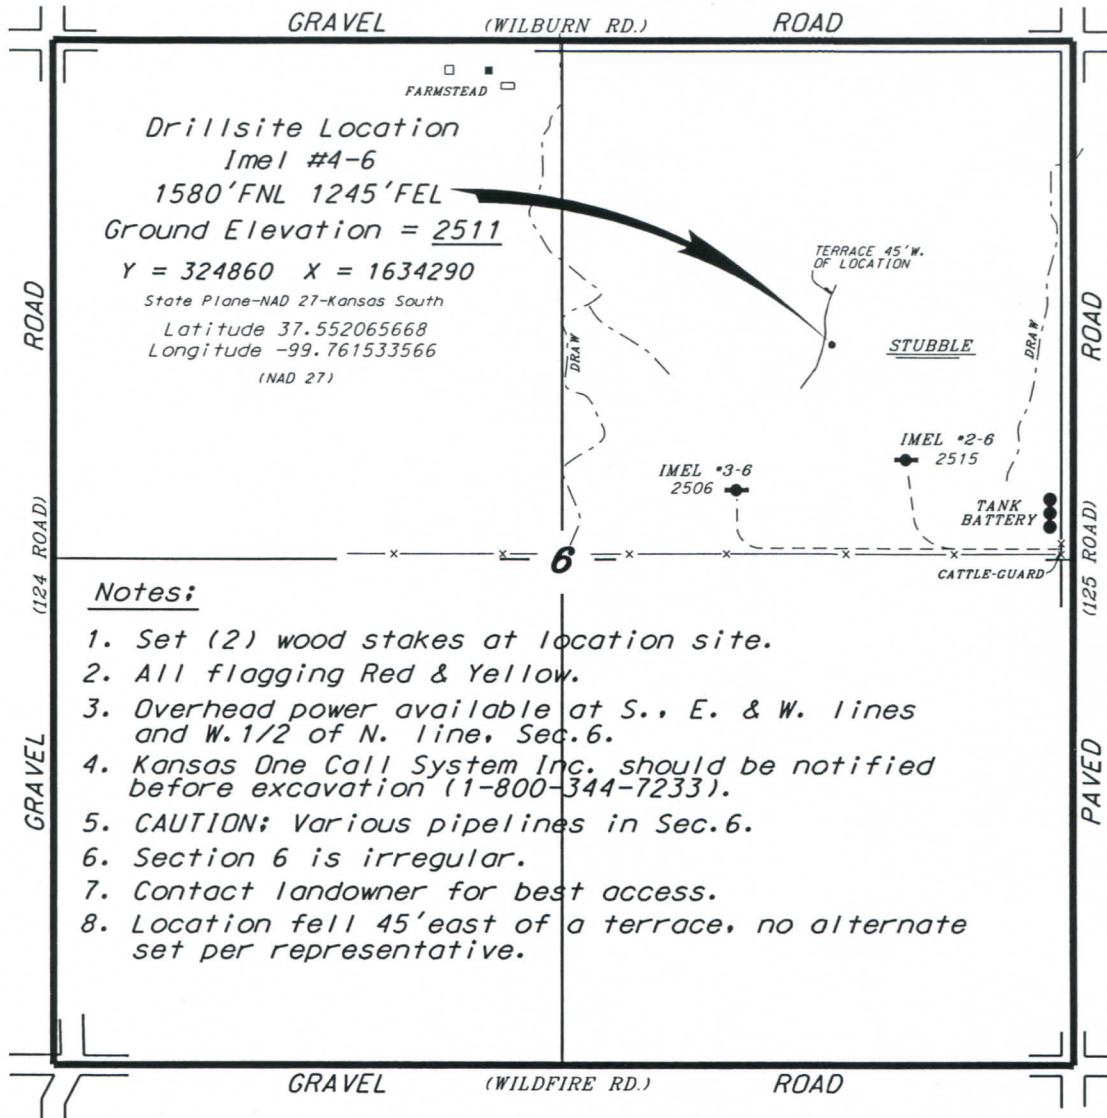 GRAVEL (WILBURN RD.) ROAD
FARMSTEAD
Drillsite Location
Imel #4-6
1580'FNL 1245'FEL
Ground Elevation = 2511
Y = 324860 X = 1634290
State Plane-NAD 27-Kansas South
Latitude 37.552065668
Longitude -99.761533566
(NAD 27)
TERRACE 45'W.
OF LOCATION
STUBBLE
DRAW
DRAW
IMEL #3-6
2506
IMEL #2-6
2515
TANK
BATTERY
CATTLE-GUARD
6
GRAVEL (124 ROAD) ROAD
PAVED (125 ROAD) ROAD
Notes:
1. Set (2) wood stakes at location site.
2. All flagging Red & Yellow.
3. Overhead power available at S., E. & W. lines
and W.1/2 of N. line, Sec.6.
4. Kansas One Call System Inc. should be notified
before excavation (1-800-344-7233).
5. CAUTION: Various pipelines in Sec.6.
6. Section 6 is irregular.
7. Contact landowner for best access.
8. Location fell 45'east of a terrace, no alternate
set per representative.
GRAVEL (WILDFIRE RD.) ROAD